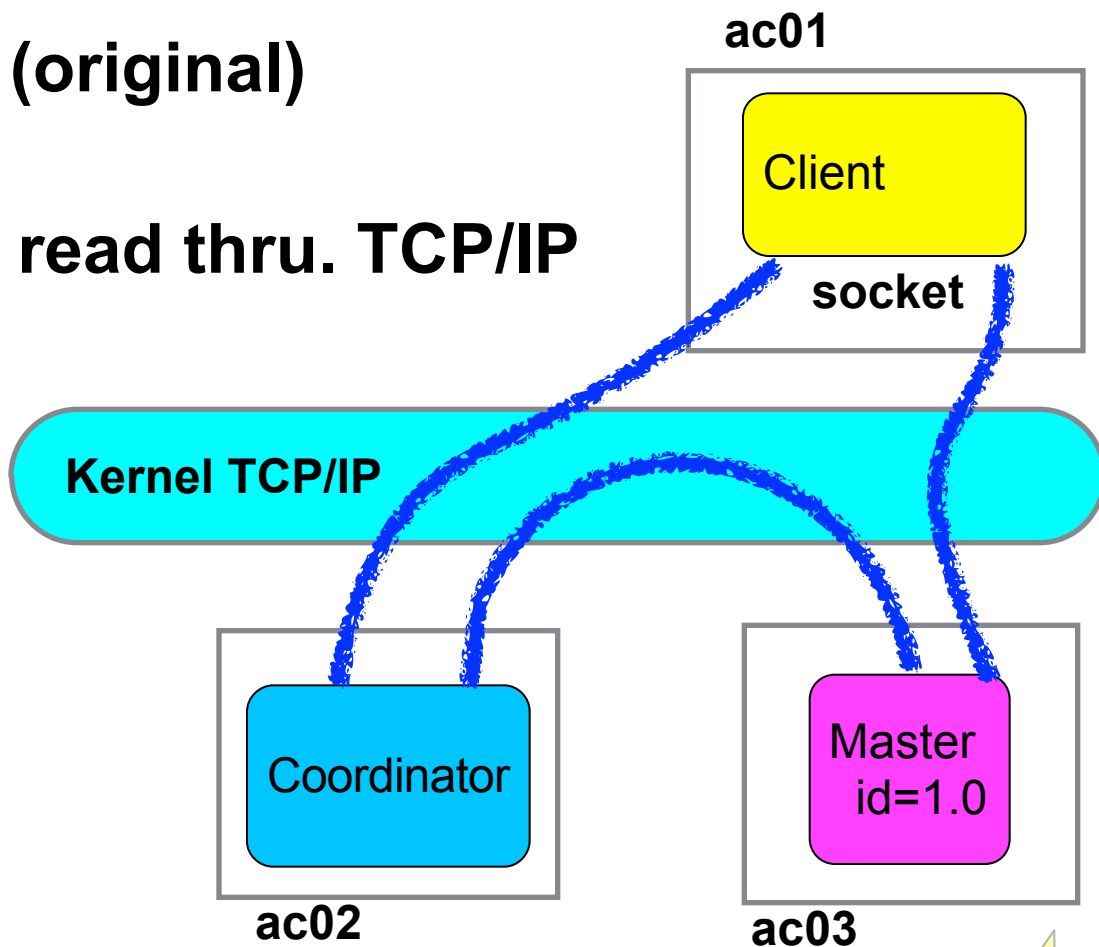 ac01
(original)
Client
read thru. TCP/IP
socket
Kernel TCP/IP
Coordinator
Master
id=1.0
ac02
ac03